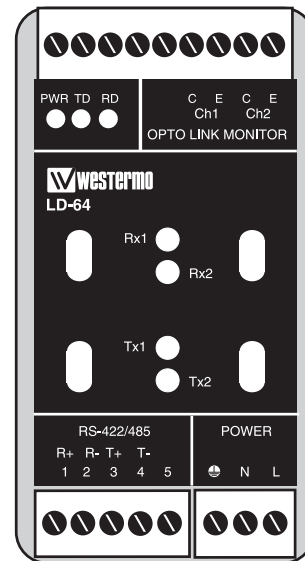 PWR TD RD
C E C E
Ch1 Ch2
OPTO LINK MONITOR
westermo
LD-64
Rx1
Rx2
Tx1
Tx2
RS-422/485
R+ R- T+ T-
1 2 3 4 5
POWER
N L